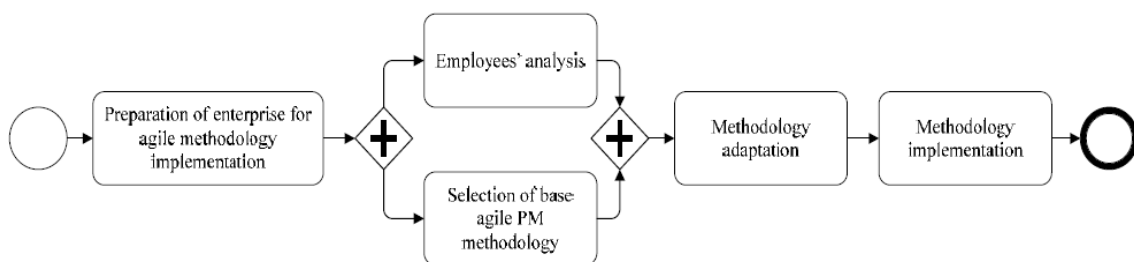 Employees' analysis
Preparation of enterprise for
agile methodology
implementation
Methodology
adaptation
Methodology
implementation
Selection of base
agile PM
methodology